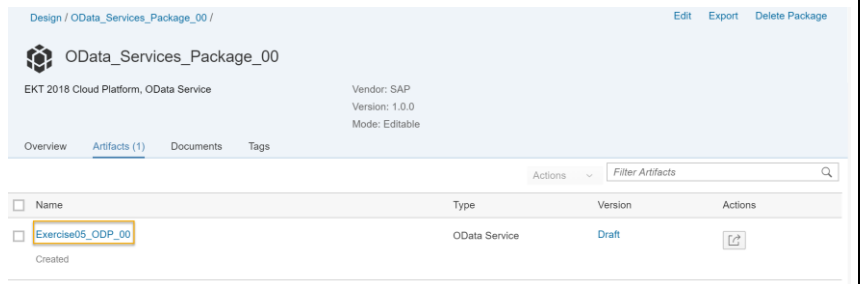 Design / OData_Services_Package_00 /
Edit Export Delete Package
OData_Services_Package_00
EKT 2018 Cloud Platform, OData Service
Vendor: SAP
Version: 1.0.0
Mode: Editable
Overview Artifacts (1) Documents Tags
Actions Filter Artifacts
Name Type Version Actions
Exercise05_ODP_00 OData Service Draft
Created